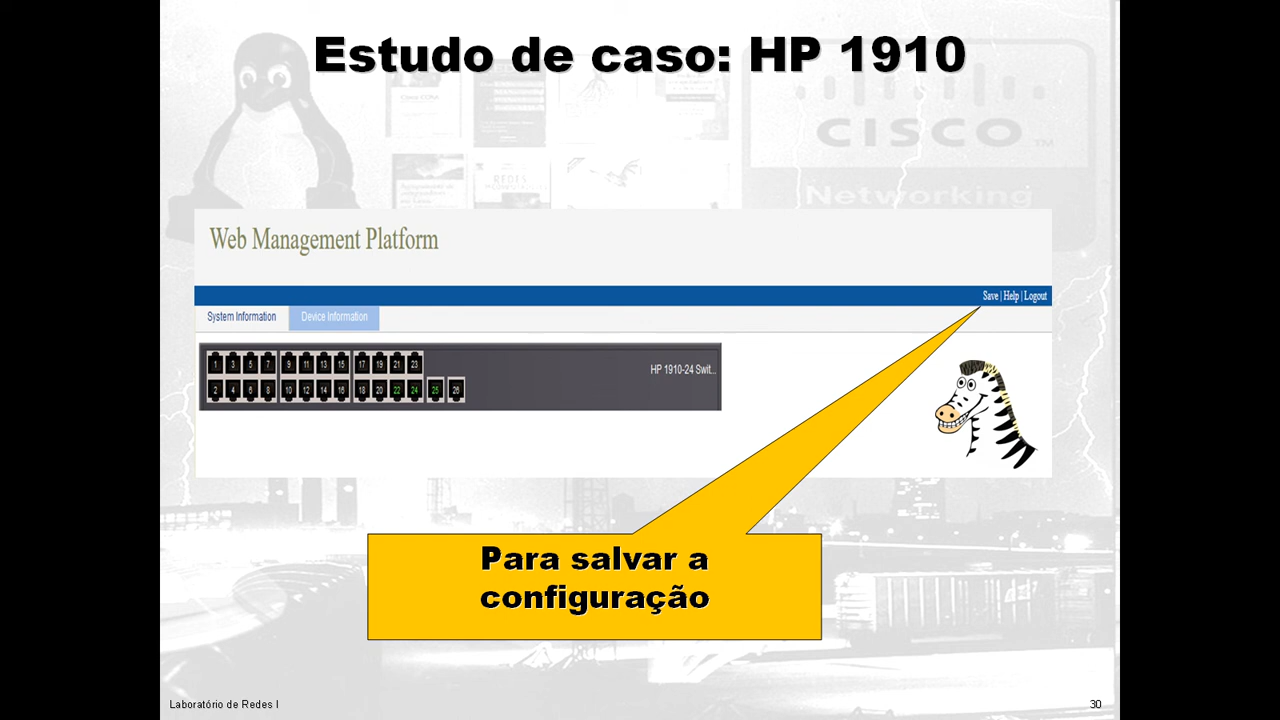 Estudo de caso: HP 1910
CISCO
TM
Networking
REDES
Web Management Platform
Save | Help | Logout
System Information
Device Information
1 3 5 7 9 11 13 15 17 19 21 23
HP 1910-24 Swit...
2 4 6 8 10 12 14 16 18 20 22 24 25 26
Para salvar a
configuração
Laboratório de Redes I
30